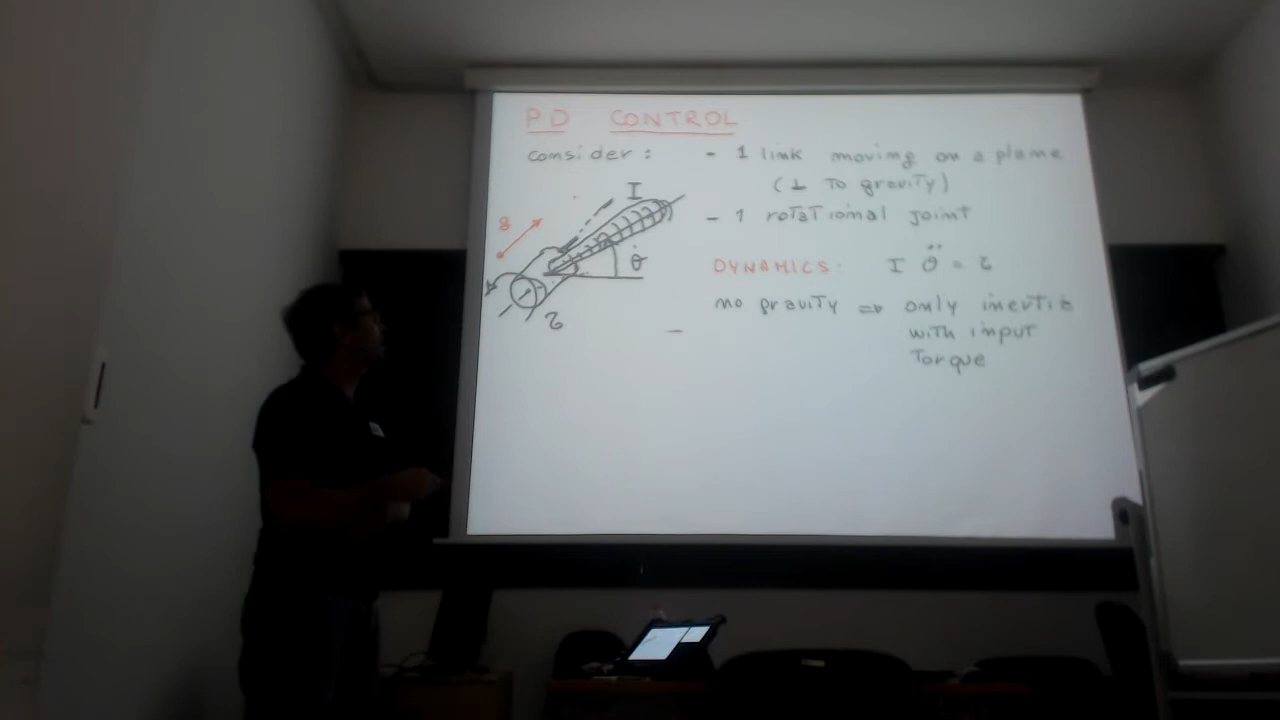 PD CONTROL
consider: - 1 link moving on a plane
(⊥ To gravity)
- 1 rotational joint
I
g
θ
τ
DYNAMICS: I θ̈ = τ
no gravity => only inertia
with input
Torque